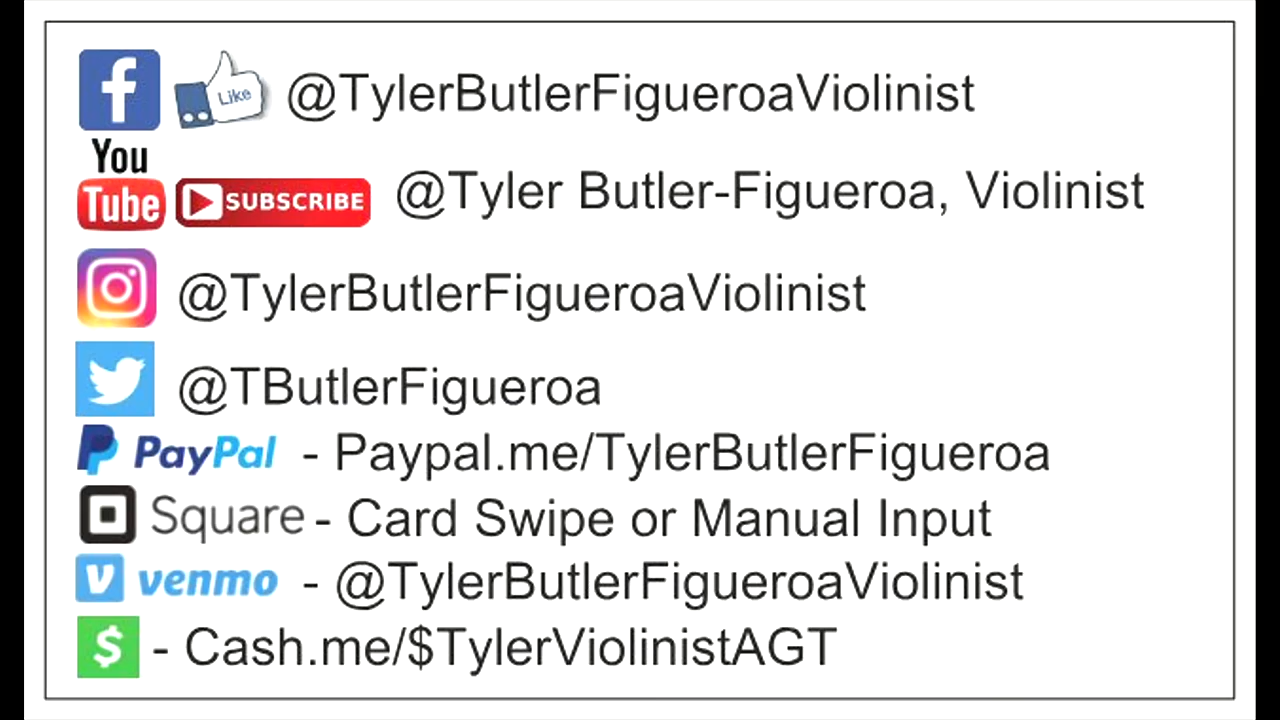 f Like @TylerButlerFigueroaViolinist
You
Tube SUBSCRIBE @Tyler Butler-Figueroa, Violinist
@TylerButlerFigueroaViolinist
@TButlerFigueroa
P PayPal - Paypal.me/TylerButlerFigueroa
Square - Card Swipe or Manual Input
V venmo - @TylerButlerFigueroaViolinist
$ - Cash.me/$TylerViolinistAGT